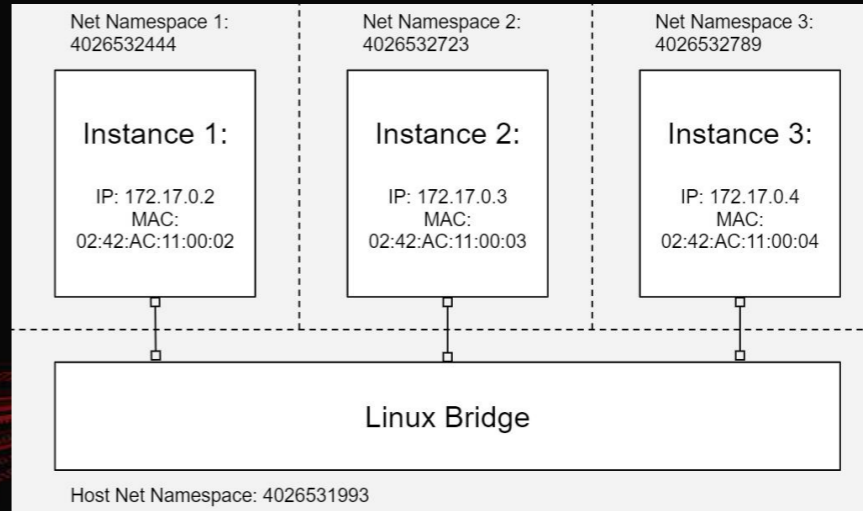 Net Namespace 1:
4026532444
Net Namespace 2:
4026532723
Net Namespace 3:
4026532789
Instance 1:
IP: 172.17.0.2
MAC:
02:42:AC:11:00:02
Instance 2:
IP: 172.17.0.3
MAC:
02:42:AC:11:00:03
Instance 3:
IP: 172.17.0.4
MAC:
02:42:AC:11:00:04
Linux Bridge
Host Net Namespace: 4026531993